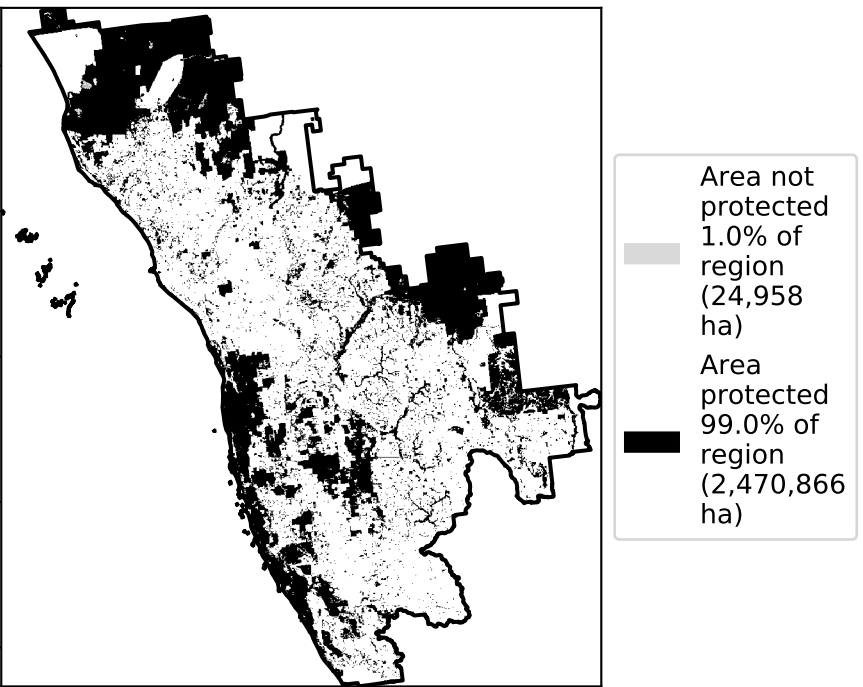 Area not
protected
1.0% of
region
(24,958
ha)
Area
protected
99.0% of
region
(2,470,866
ha)